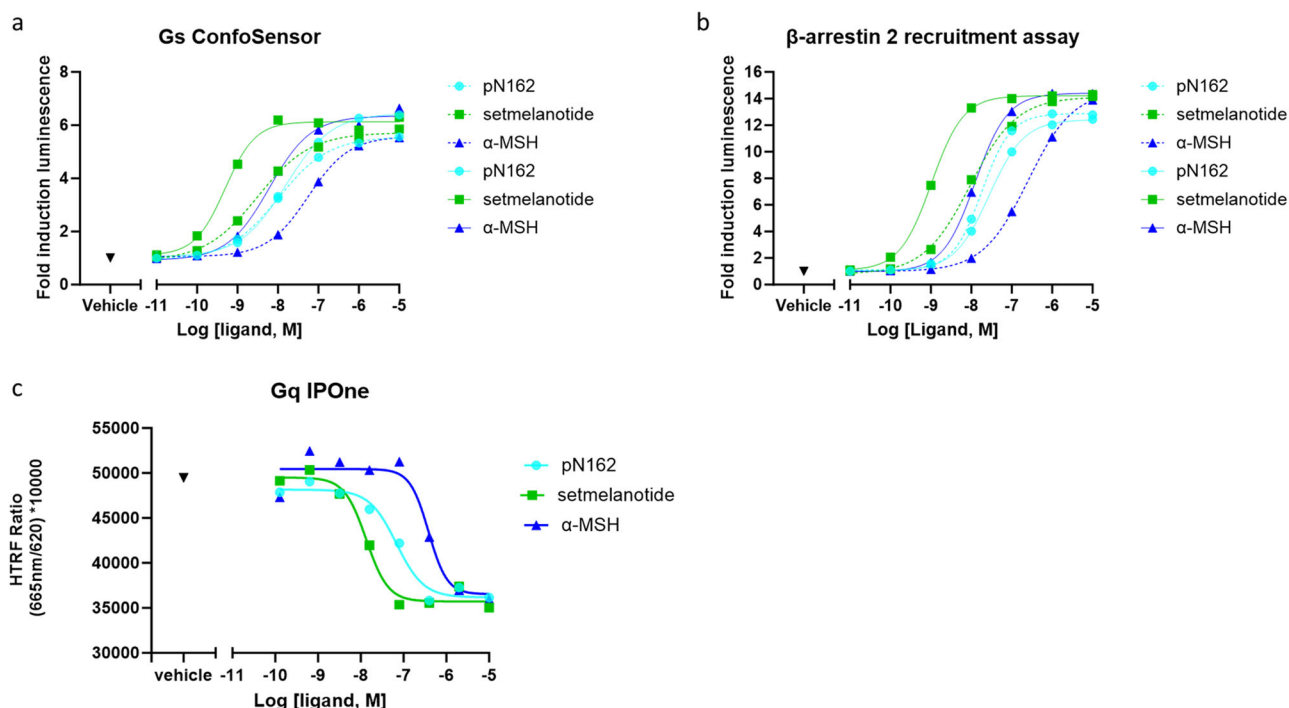 a
Gs ConfoSensor
Fold induction luminescence
8
6
4
2
0
Vehicle
-11 -10 -9 -8 -7 -6 -5
Log [ligand, M]
pN162
setmelanotide
α-MSH
pN162
setmelanotide
α-MSH
b
β-arrestin 2 recruitment assay
Fold induction luminescence
16
14
12
10
8
6
4
2
0
Vehicle
-11 -10 -9 -8 -7 -6 -5
Log [Ligand, M]
pN162
setmelanotide
α-MSH
pN162
setmelanotide
α-MSH
c
Gq IPOne
HTRF Ratio
(665nm/620) *10000
55000
50000
45000
40000
35000
30000
vehicle
-11 -10 -9 -8 -7 -6 -5
Log [ligand, M]
pN162
setmelanotide
α-MSH